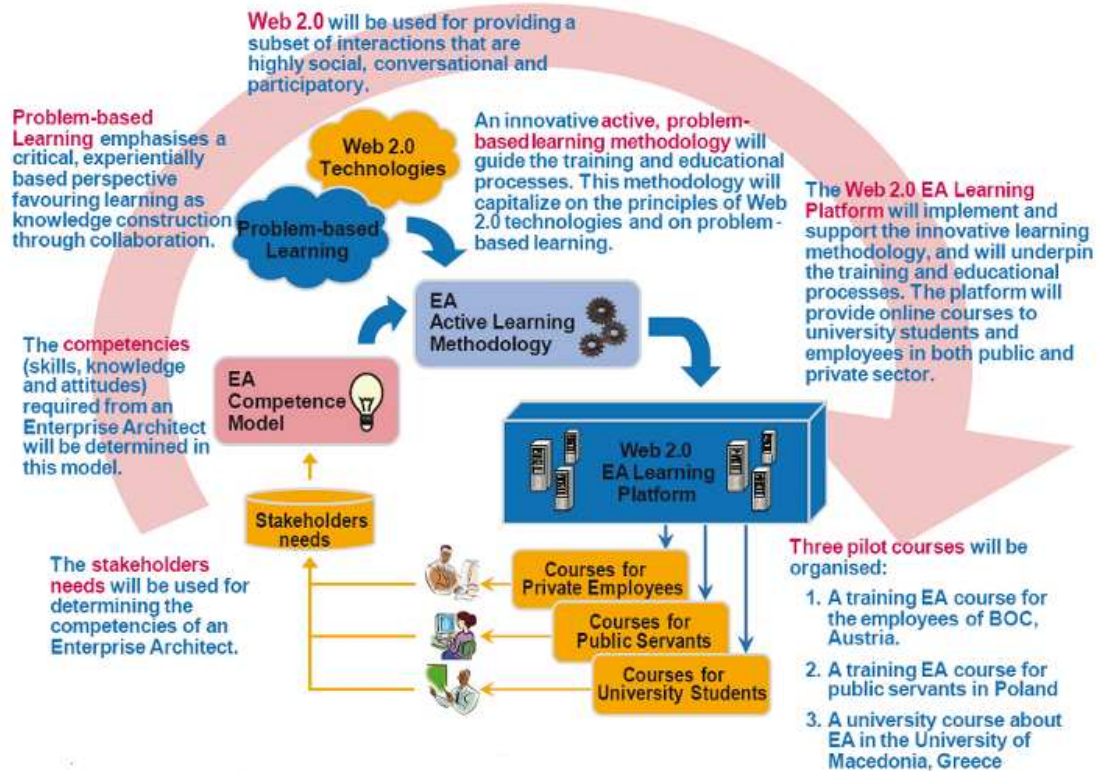 Web 2.0 will be used for providing a
subset of interactions that are
highly social, conversational and
participatory.
Problem-based
Learning emphasises a
critical, experientially
based perspective
favouring learning as
knowledge construction
through collaboration.
Web 2.0
Technologies
Problem-based
Learning
An innovative active, problem-
based learning methodology will
guide the training and educational
processes. This methodology will
capitalize on the principles of Web
2.0 technologies and on problem-
based learning.
The Web 2.0 EA Learning
Platform will implement and
support the innovative learning
methodology, and will underpin
the training and educational
processes. The platform will
provide online courses to
university students and
employees in both public and
private sector.
EA
Active Learning
Methodology
The competencies
(skills, knowledge
and attitudes)
required from an
Enterprise Architect
will be determined in
this model.
EA
Competence
Model
Web 2.0
EA Learning
Platform
Stakeholders
needs
The stakeholders
needs will be used for
determining the
competencies of an
Enterprise Architect.
Courses for
Private Employees
Courses for
Public Servants
Courses for
University Students
Three pilot courses will be
organised:
1. A training EA course for
the employees of BOC,
Austria.
2. A training EA course for
public servants in Poland
3. A university course about
EA in the University of
Macedonia, Greece